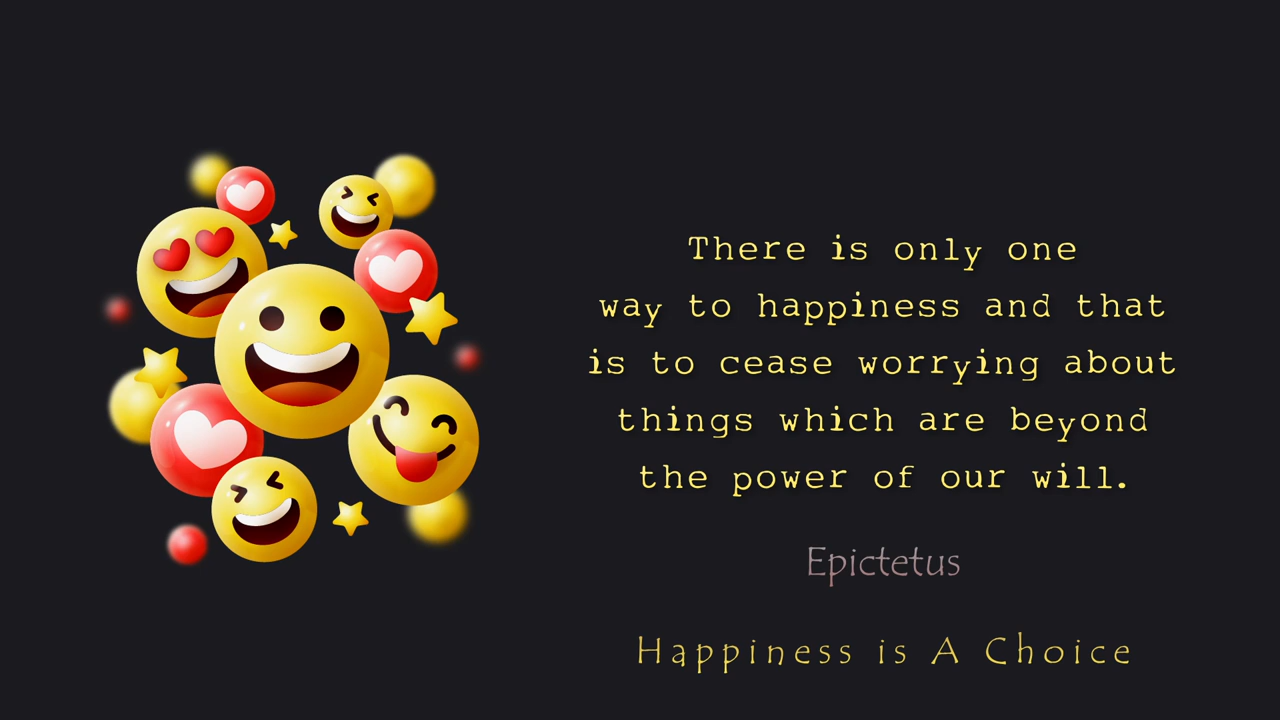 There is only one
way to happiness and that
is to cease worrying about
things which are beyond
the power of our will.
Epictetus
Happiness is A Choice